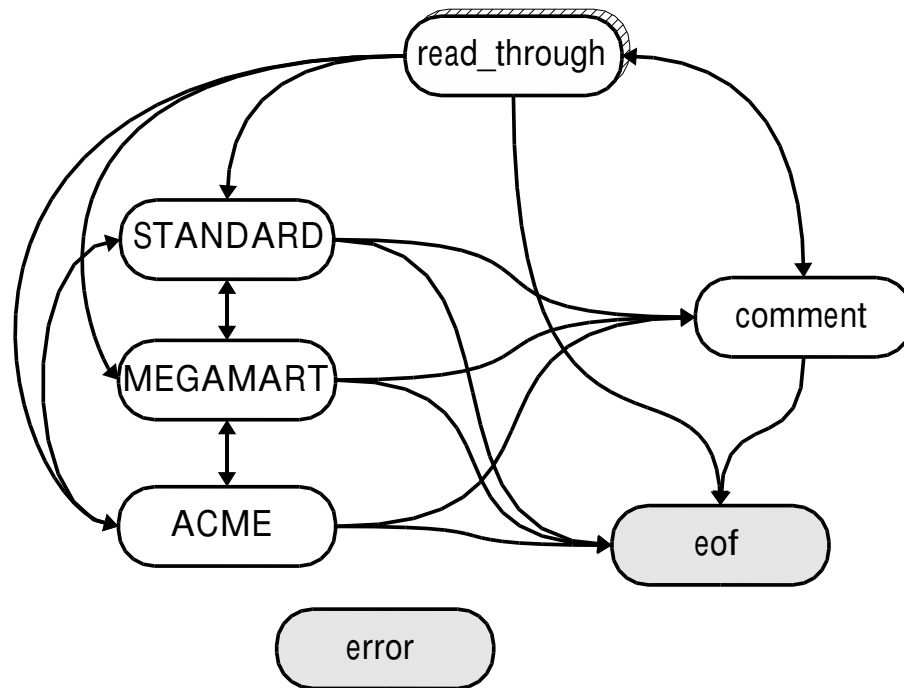 read_through
STANDARD
comment
MEGAMART
ACME
eof
error